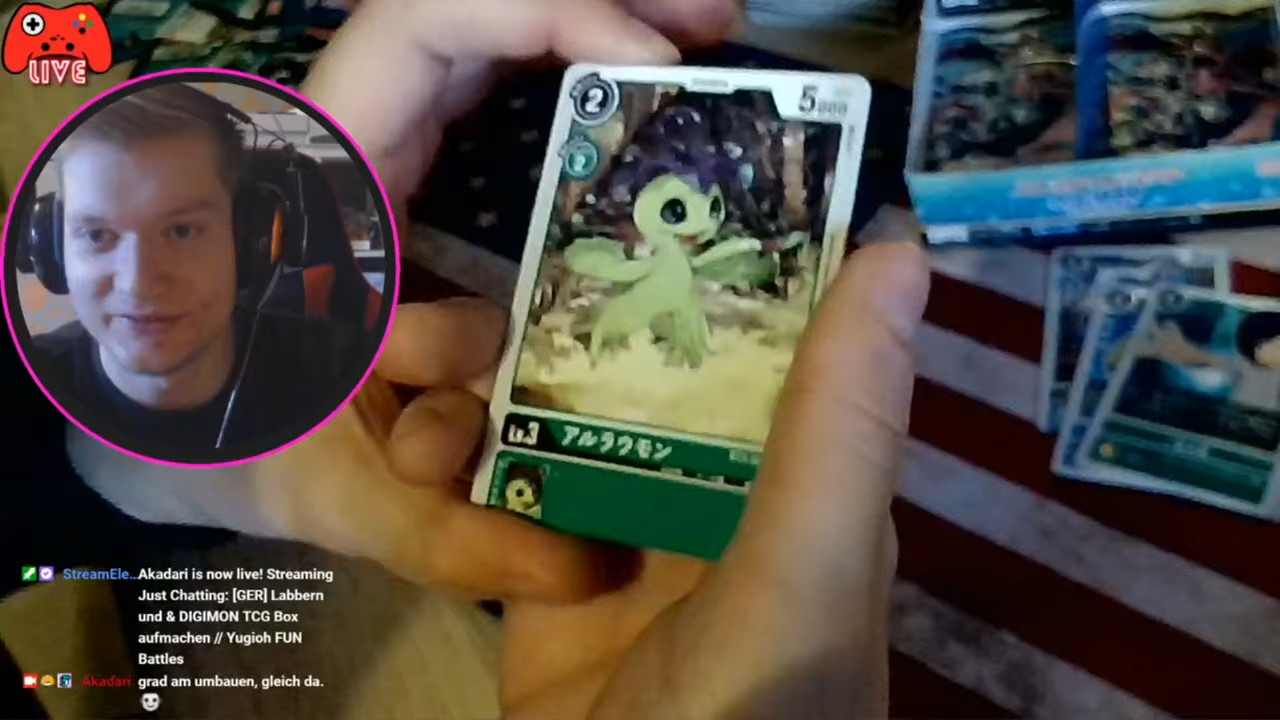 LIVE
2
5000
2
Lv.3 アルラウモン
StreamEle... Akadari is now live! Streaming
Just Chatting: [GER] Labbern
und & DIGIMON TCG Box
aufmachen // Yugioh FUN
Battles
Akadari grad am umbauen, gleich da.